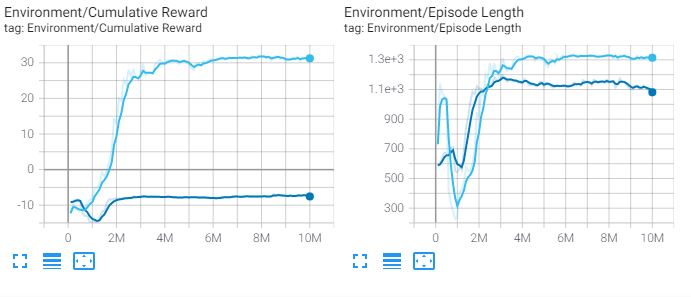 Environment/Cumulative Reward
tag: Environment/Cumulative Reward
30
20
10
0
-10
0 2M 4M 6M 8M 10M
Environment/Episode Length
tag: Environment/Episode Length
1.3e+3
1.1e+3
900
700
500
300
0 2M 4M 6M 8M 10M